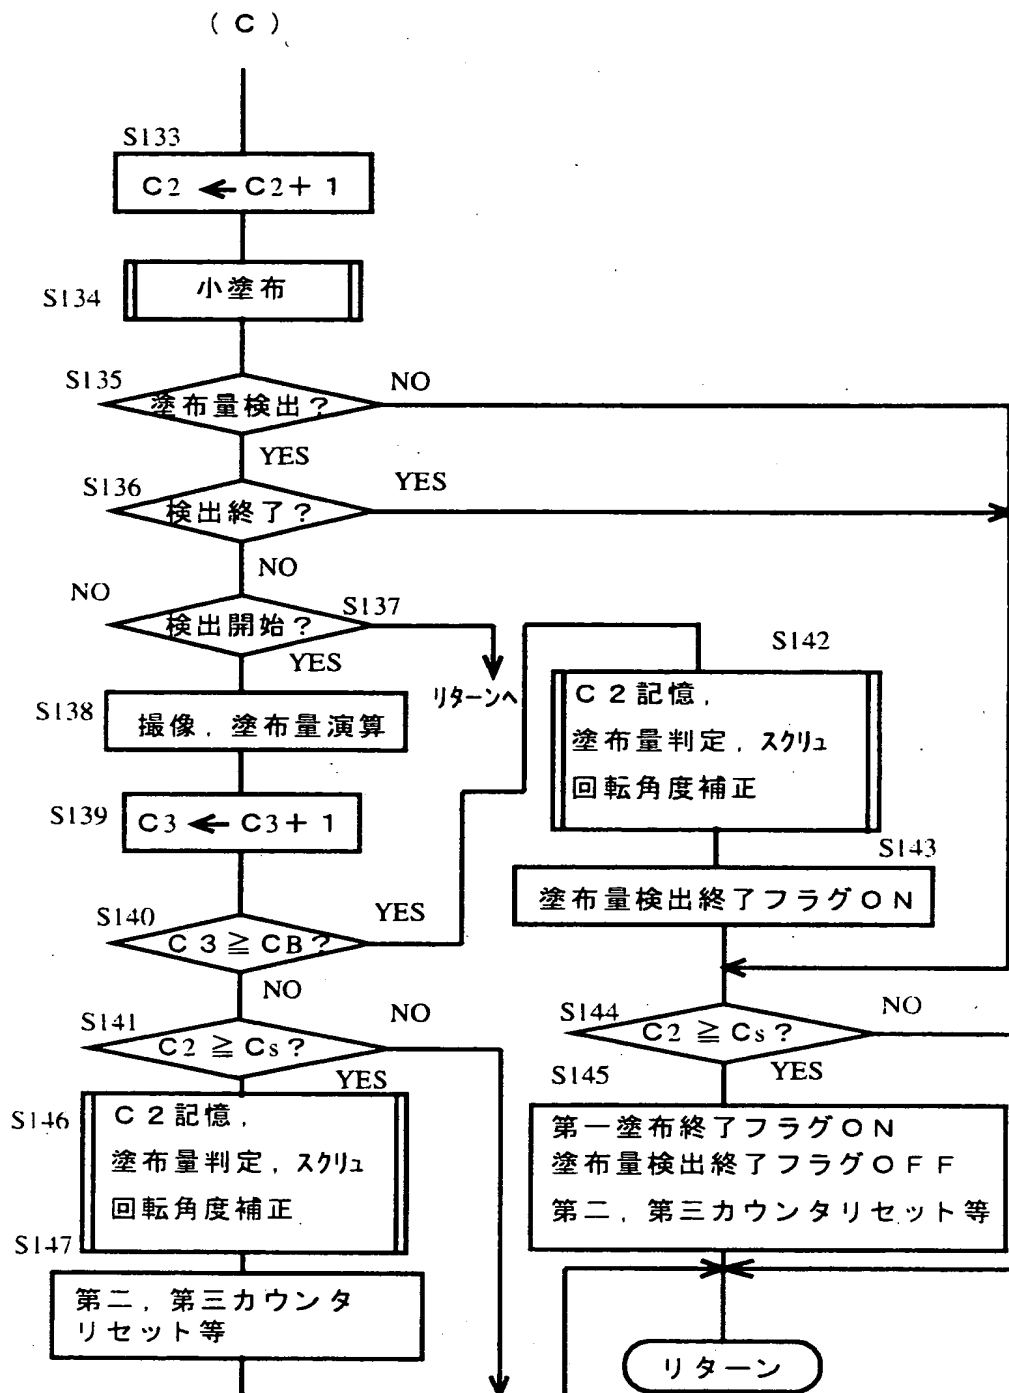 (C)
S133
C2 ← C2+1
S134
小塗布
S135
NO
塗布量検出?
YES
S136
YES
検出終了?
NO
NO
S137
検出開始?
YES
リターンへ
S138
撮像,塗布量演算
S139
C3 ← C3+1
S140
YES
C3≧CB?
NO
S141
NO
C2≧Cs?
YES
S146
C2記憶,
塗布量判定,スクリュ
回転角度補正
S147
第二,第三カウンタ
リセット等
S142
C2記憶,
塗布量判定,スクリュ
回転角度補正
S143
塗布量検出終了フラグON
S144
NO
C2≧Cs?
YES
S145
第一塗布終了フラグON
塗布量検出終了フラグOFF
第二,第三カウンタリセット等
リターン